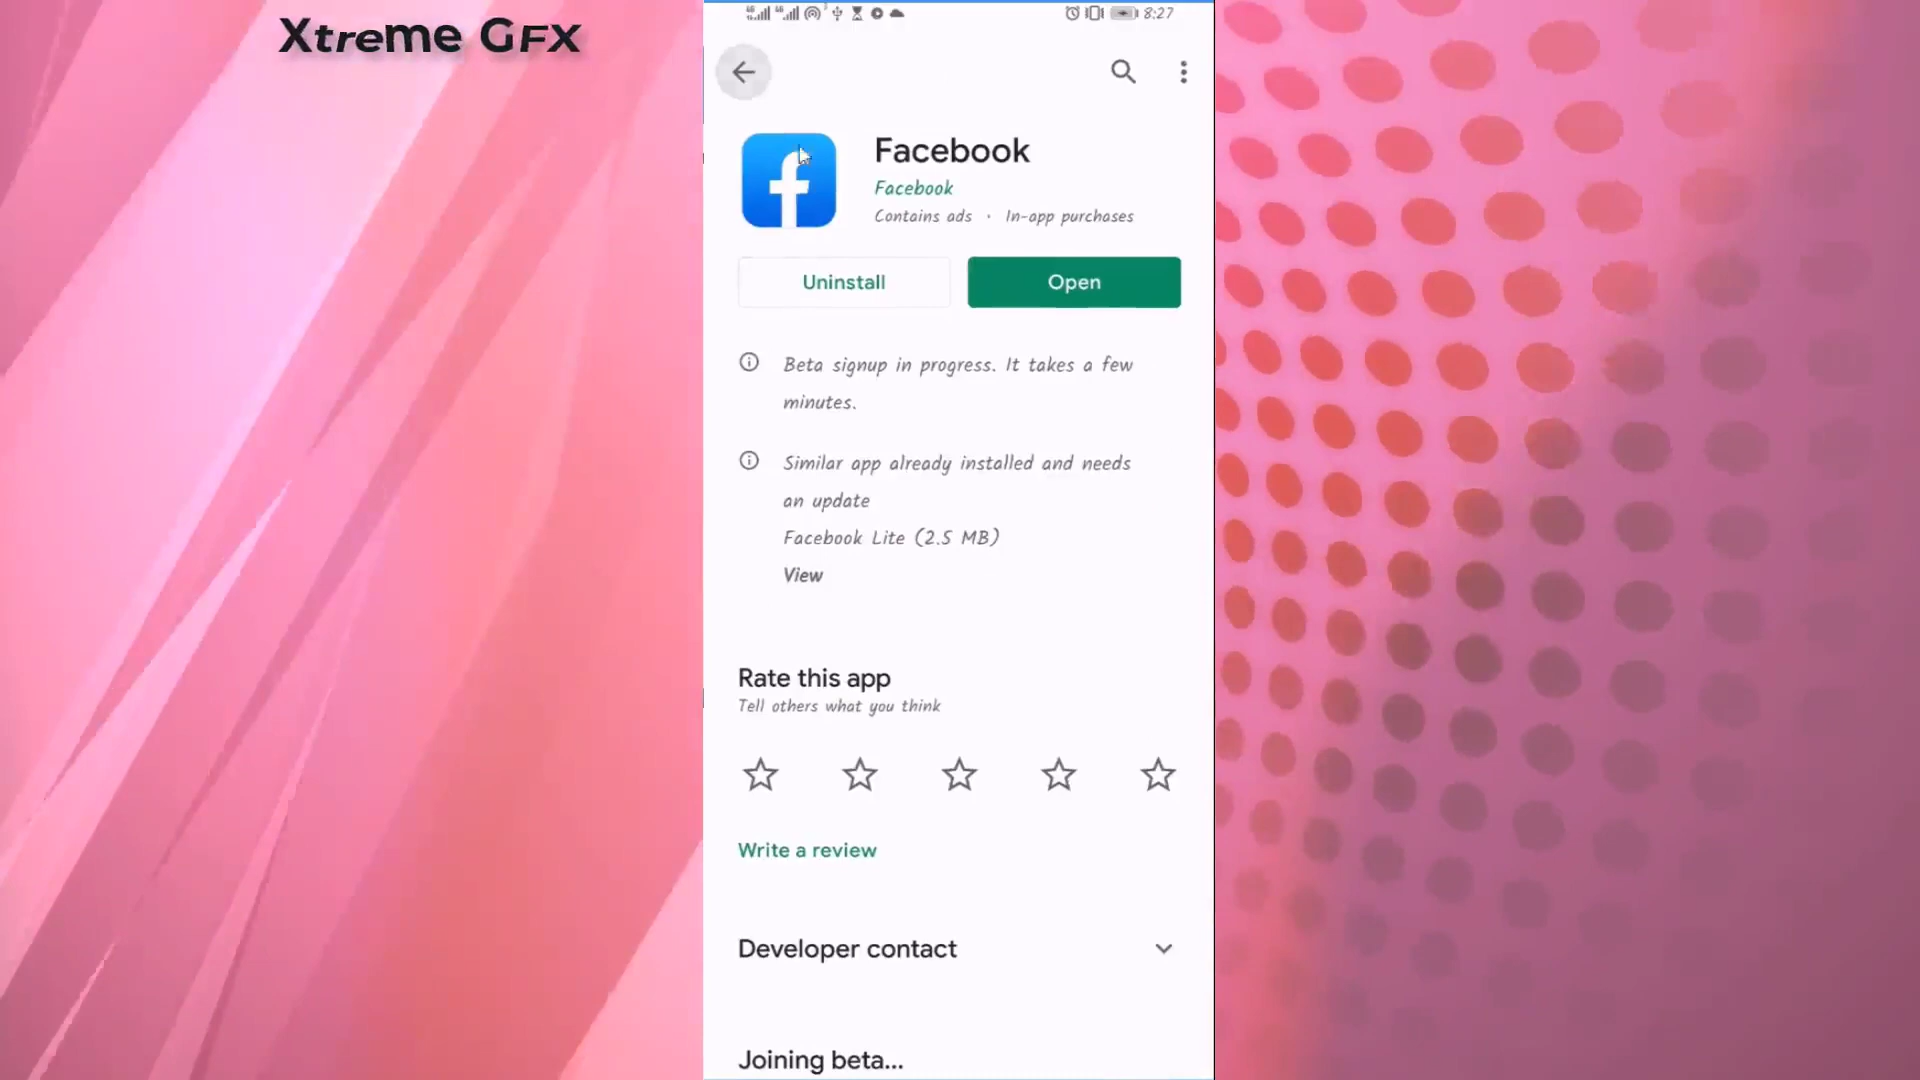 Xtreme GFX
8:27
Facebook
Facebook
Contains ads · In-app purchases
Uninstall
Open
Beta signup in progress. It takes a few
minutes.
Similar app already installed and needs
an update
Facebook Lite (2.5 MB)
View
Rate this app
Tell others what you think
Write a review
Developer contact
Joining beta...